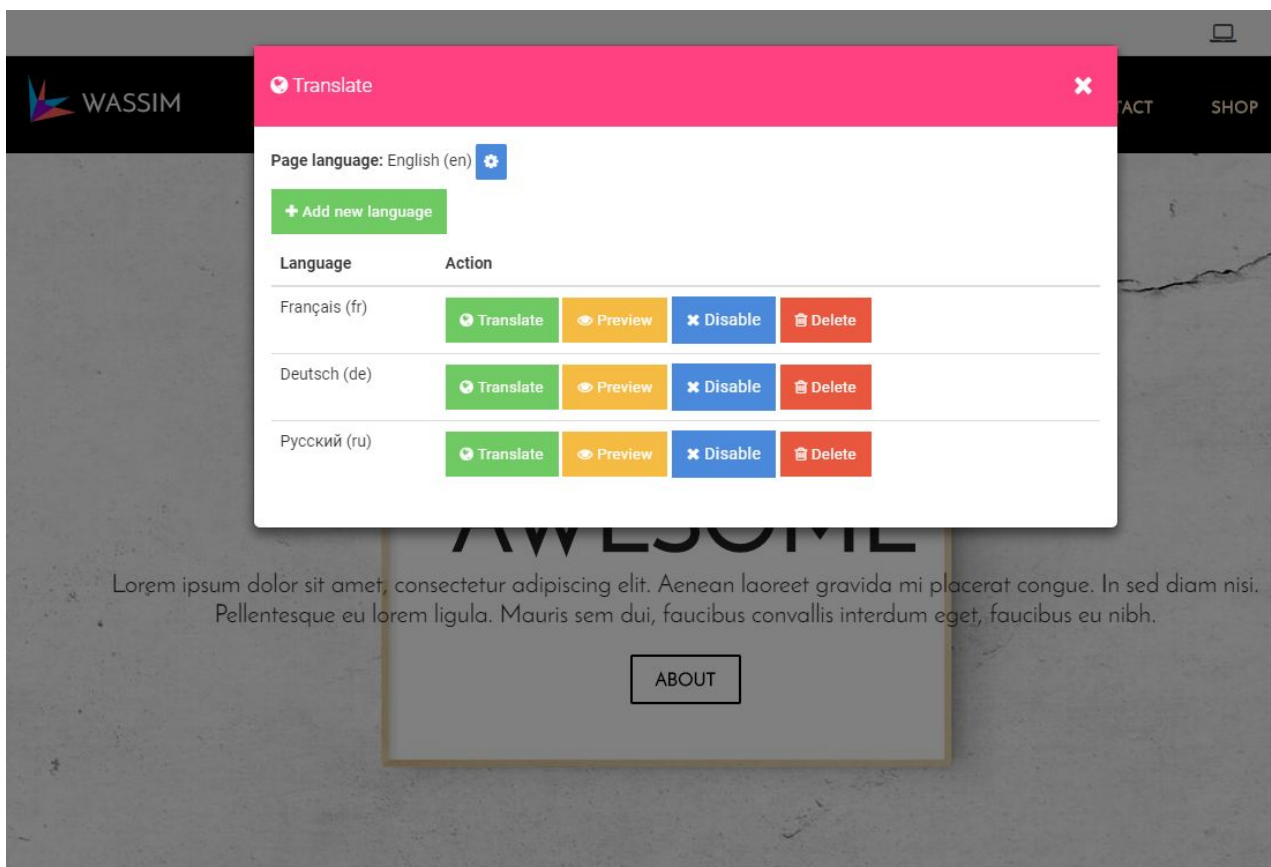 Translate
WASSIM
SHOP
Page language: English (en)
Add new language
Language Action
Français (fr) Translate Preview Disable Delete
Deutsch (de) Translate Preview Disable Delete
Русский (ru) Translate Preview Disable Delete
AWESOME
Lorem ipsum dolor sit amet, consectetur adipiscing elit. Aenean laoreet gravida mi placerat congue. In sed diam nisi.
Pellentesque eu lorem ligula. Mauris sem dui, faucibus convallis interdum eget, faucibus eu nibh.
ABOUT